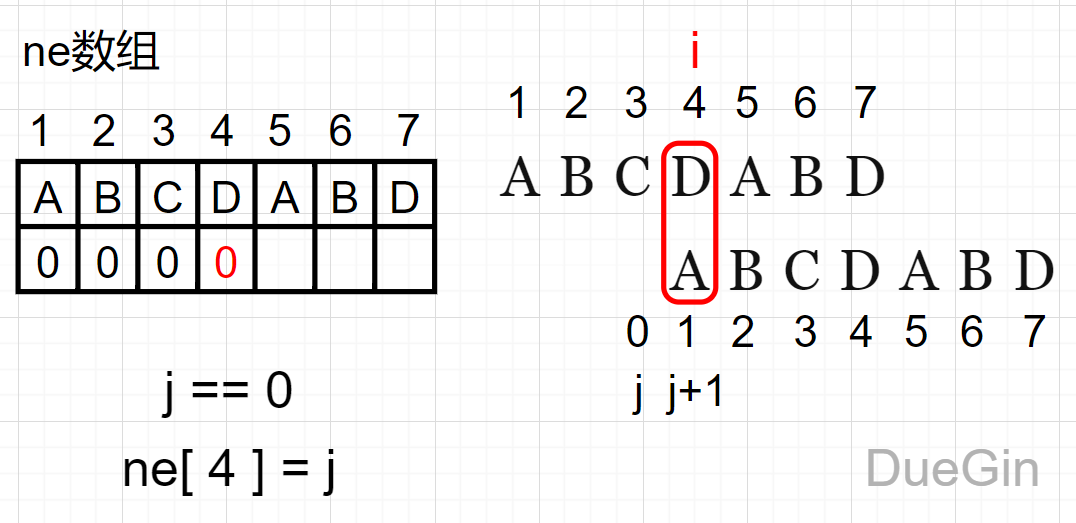 ne数组
1 2 3 4 5 6 7
A B C D A B D
0 0 0 0
j == 0
ne[ 4 ] = j
i
1 2 3 4 5 6 7
A B C D A B D
A B C D A B D
0 1 2 3 4 5 6 7
j j+1
DueGin